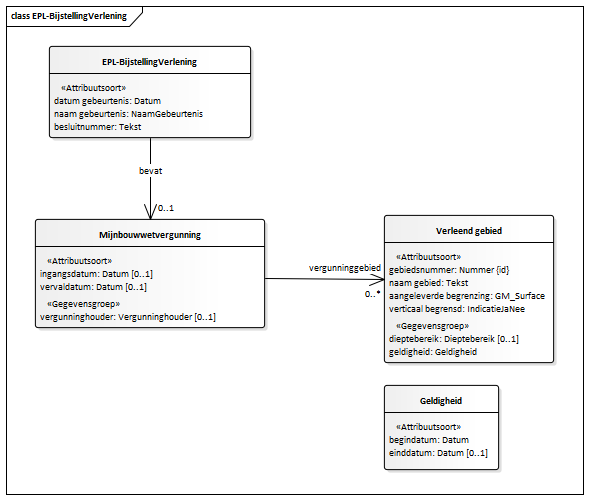 class EPL-BijstellingVerlening
EPL-BijstellingVerlening
«Attribuutsoort»
datum gebeurtenis: Datum
naam gebeurtenis: NaamGebeurtenis
besluitnummer: Tekst
bevat
0..1
Mijnbouwwetvergunning
«Attribuutsoort»
ingangsdatum: Datum [0..1]
vervaldatum: Datum [0..1]
«Gegevensgroep»
vergunninghouder: Vergunninghouder [0..1]
vergunninggebied
0..*
Verleend gebied
«Attribuutsoort»
gebiedsnummer: Nummer {id}
naam gebied: Tekst
aangeleverde begrenzing: GM_Surface
verticaal begrensd: IndicatieJaNee
«Gegevensgroep»
dieptebereik: Dieptebereik [0..1]
geldigheid: Geldigheid
Geldigheid
«Attribuutsoort»
begindatum: Datum
einddatum: Datum [0..1]